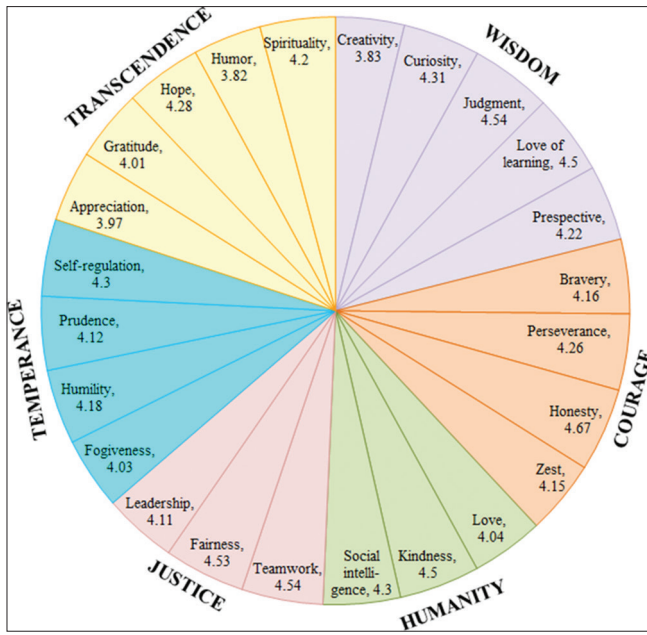 TRANSCENDENCE
Spirituality,
4.2
Humor,
3.82
Hope,
4.28
Gratitude,
4.01
Appreciation,
3.97
WISDOM
Creativity,
3.83
Curiosity,
4.31
Judgment,
4.54
Love of
learning, 4.5
Prespective,
4.22
COURAGE
Bravery,
4.16
Perseverance,
4.26
Honesty,
4.67
Zest,
4.15
HUMANITY
Love,
4.04
Kindness,
4.5
Social
intelli-
gence, 4.3
JUSTICE
Teamwork,
4.54
Fairness,
4.53
Leadership,
4.11
TEMPERANCE
Fogiveness,
4.03
Humility,
4.18
Prudence,
4.12
Self-regulation,
4.3